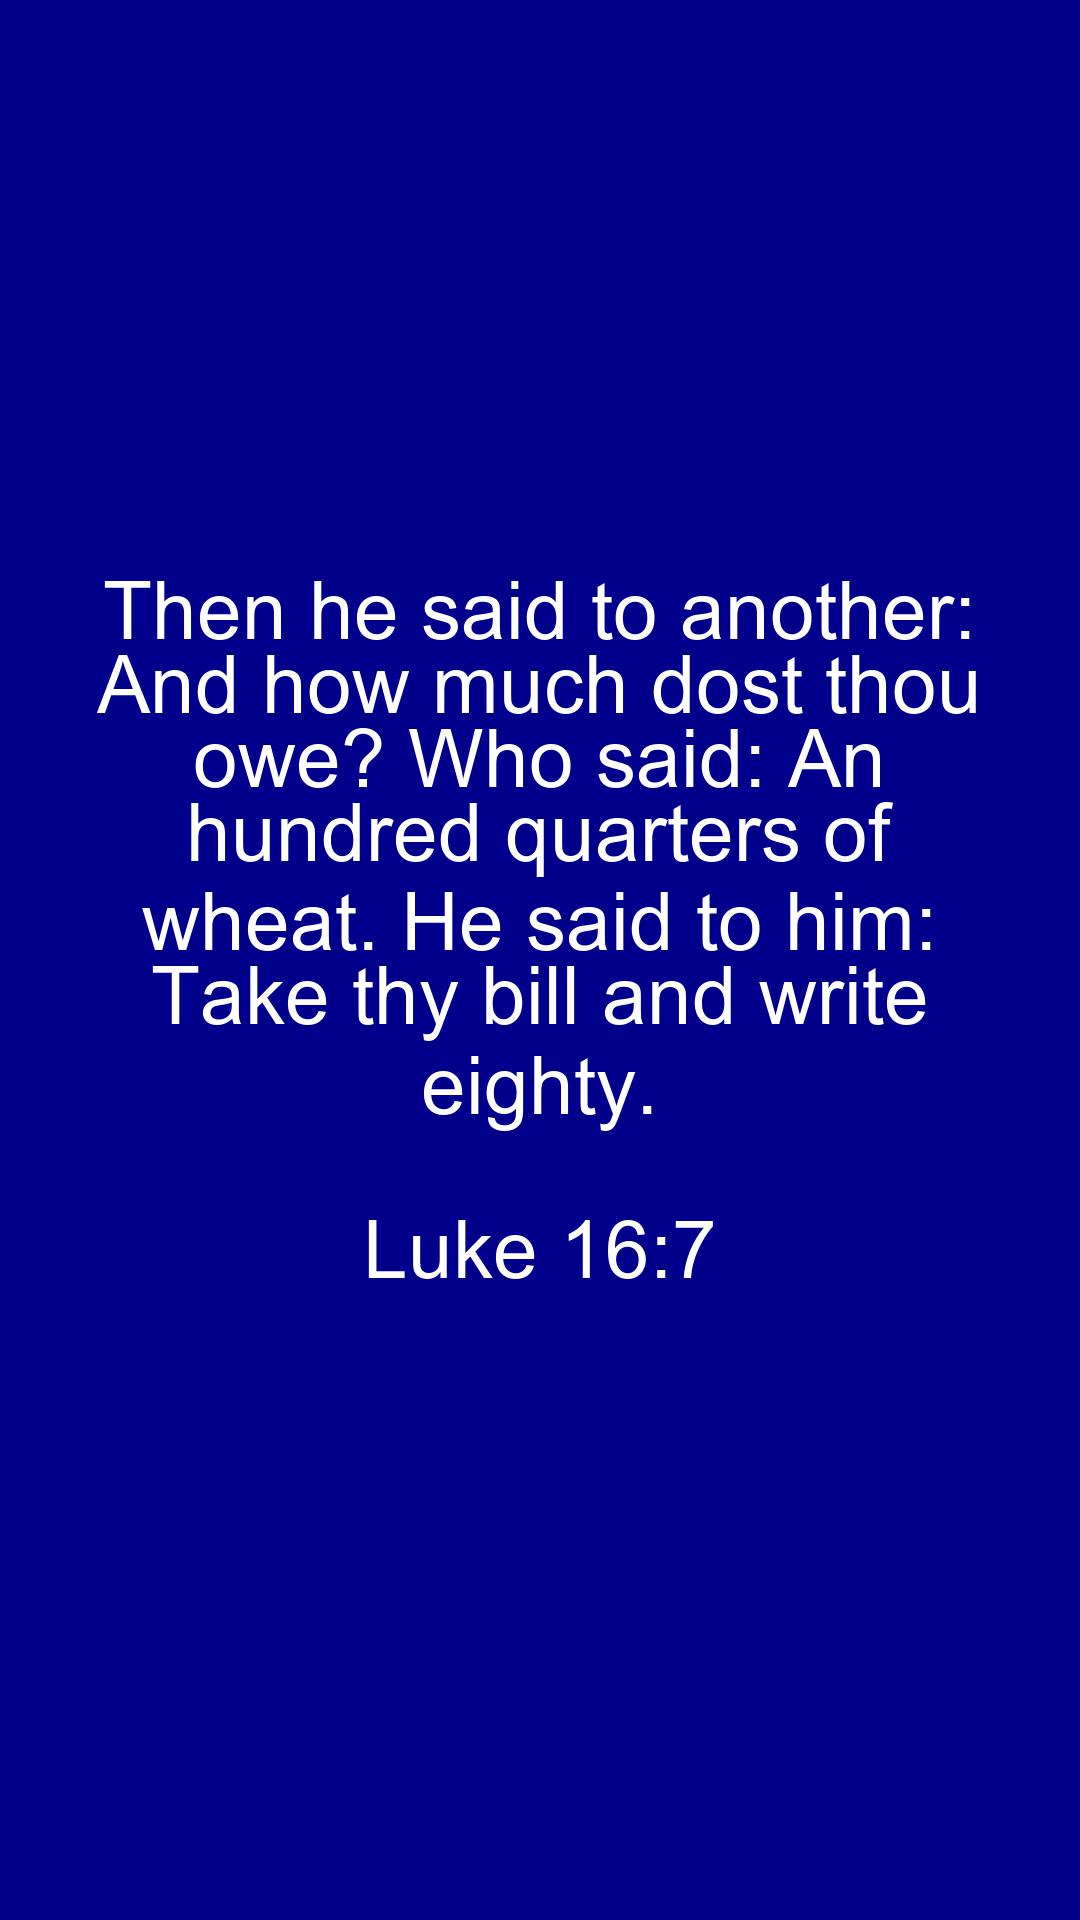 Then he said to another:
And how much dost thou
owe? Who said: An
hundred quarters of
wheat. He said to him:
Take thy bill and write
eighty.
Luke 16:7